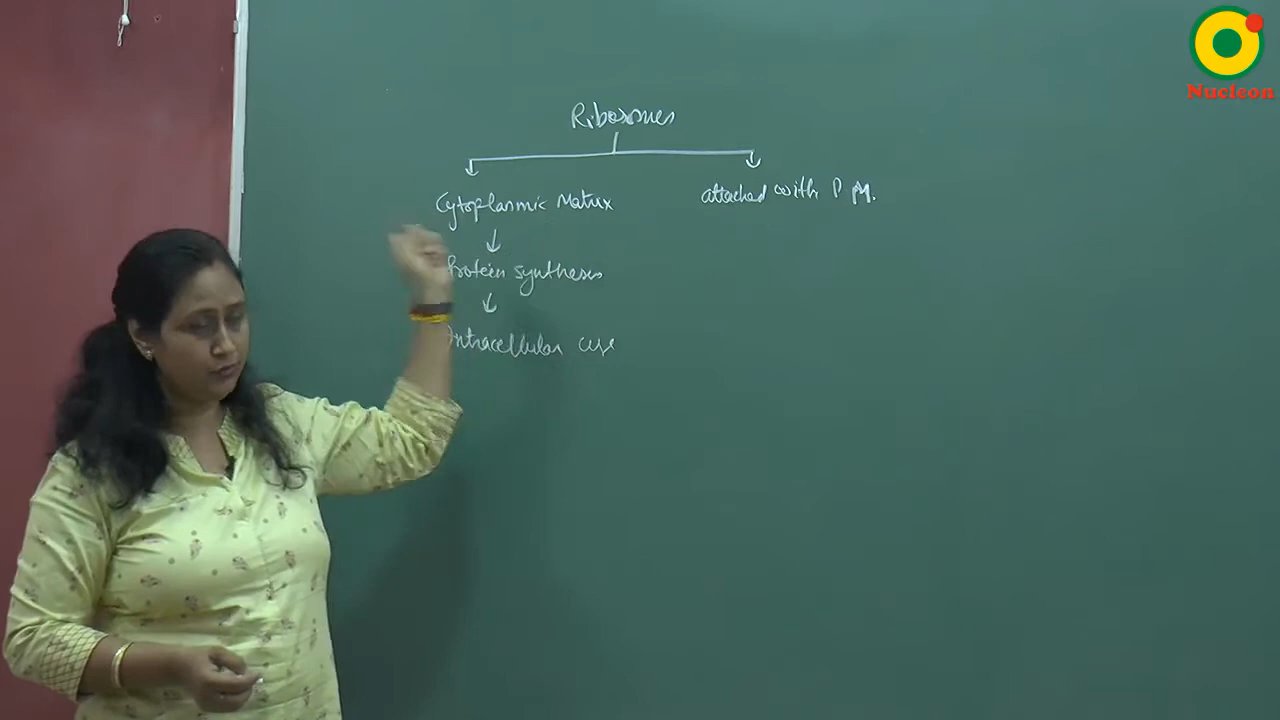 Nucleon
Ribosomes
Cytoplasmic Matrix
attached with P.M.
Protein synthesis
Intracellular use